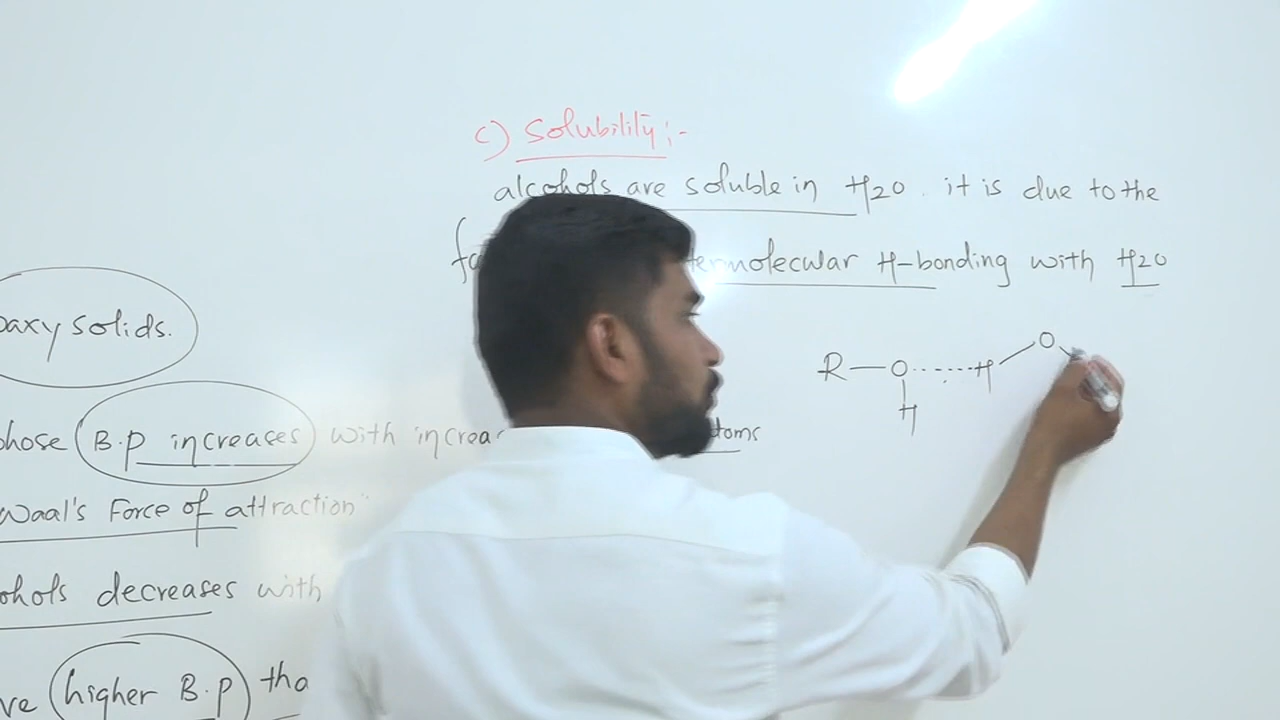 c) Solubility:-
alcohols are soluble in H2O. it is due to the
termolecular H-bonding with H2O
R—O······H O
H
axy solids.
hose B.p increases with increa toms
Waal's Force of attraction"
ohols decreases with
ve higher B.p tha